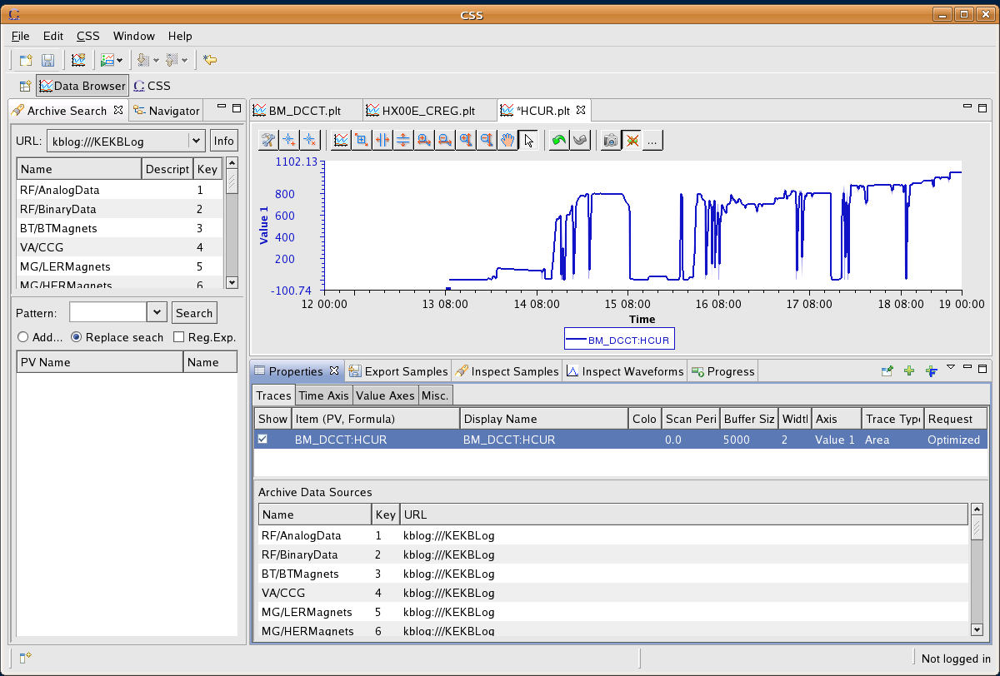 CSS
File Edit CSS Window Help
Data Browser CSS
Archive Search Navigator
URL: kblog:///KEKBLog Info
Name Descript Key
RF/AnalogData 1
RF/BinaryData 2
BT/BTMagnets 3
VA/CCG 4
MG/LERMagnets 5
MG/HERMagnets 6
Pattern: Search
Add... Replace seach Reg.Exp.
PV Name Name
BM_DCCT.plt HX00E_CREG.plt *HCUR.plt
...
1102.13
800
600
400
200
-100.74
Value 1
12 00:00 13 08:00 14 08:00 15 08:00 16 08:00 17 08:00 18 08:00 19 00:00
Time
BM_DCCT:HCUR
Properties Export Samples Inspect Samples Inspect Waveforms Progress
Traces Time Axis Value Axes Misc.
Show Item (PV, Formula) Display Name Colo Scan Peri Buffer Siz Widtl Axis Trace Type Request
BM_DCCT:HCUR BM_DCCT:HCUR 0.0 5000 2 Value 1 Area Optimized
Archive Data Sources
Name Key URL
RF/AnalogData 1 kblog:///KEKBLog
RF/BinaryData 2 kblog:///KEKBLog
BT/BTMagnets 3 kblog:///KEKBLog
VA/CCG 4 kblog:///KEKBLog
MG/LERMagnets 5 kblog:///KEKBLog
MG/HERMagnets 6 kblog:///KEKBLog
Not logged in